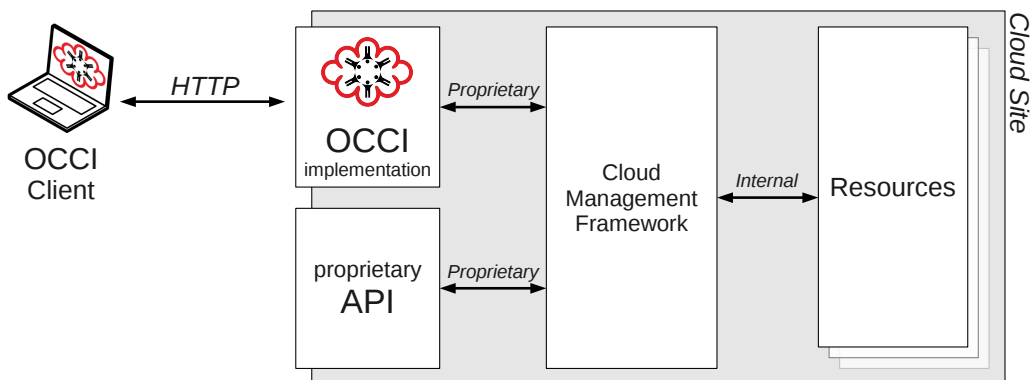 Cloud Site
HTTP
OCCI
Client
OCCI
implementation
Proprietary
proprietary
API
Proprietary
Cloud
Management
Framework
Internal
Resources